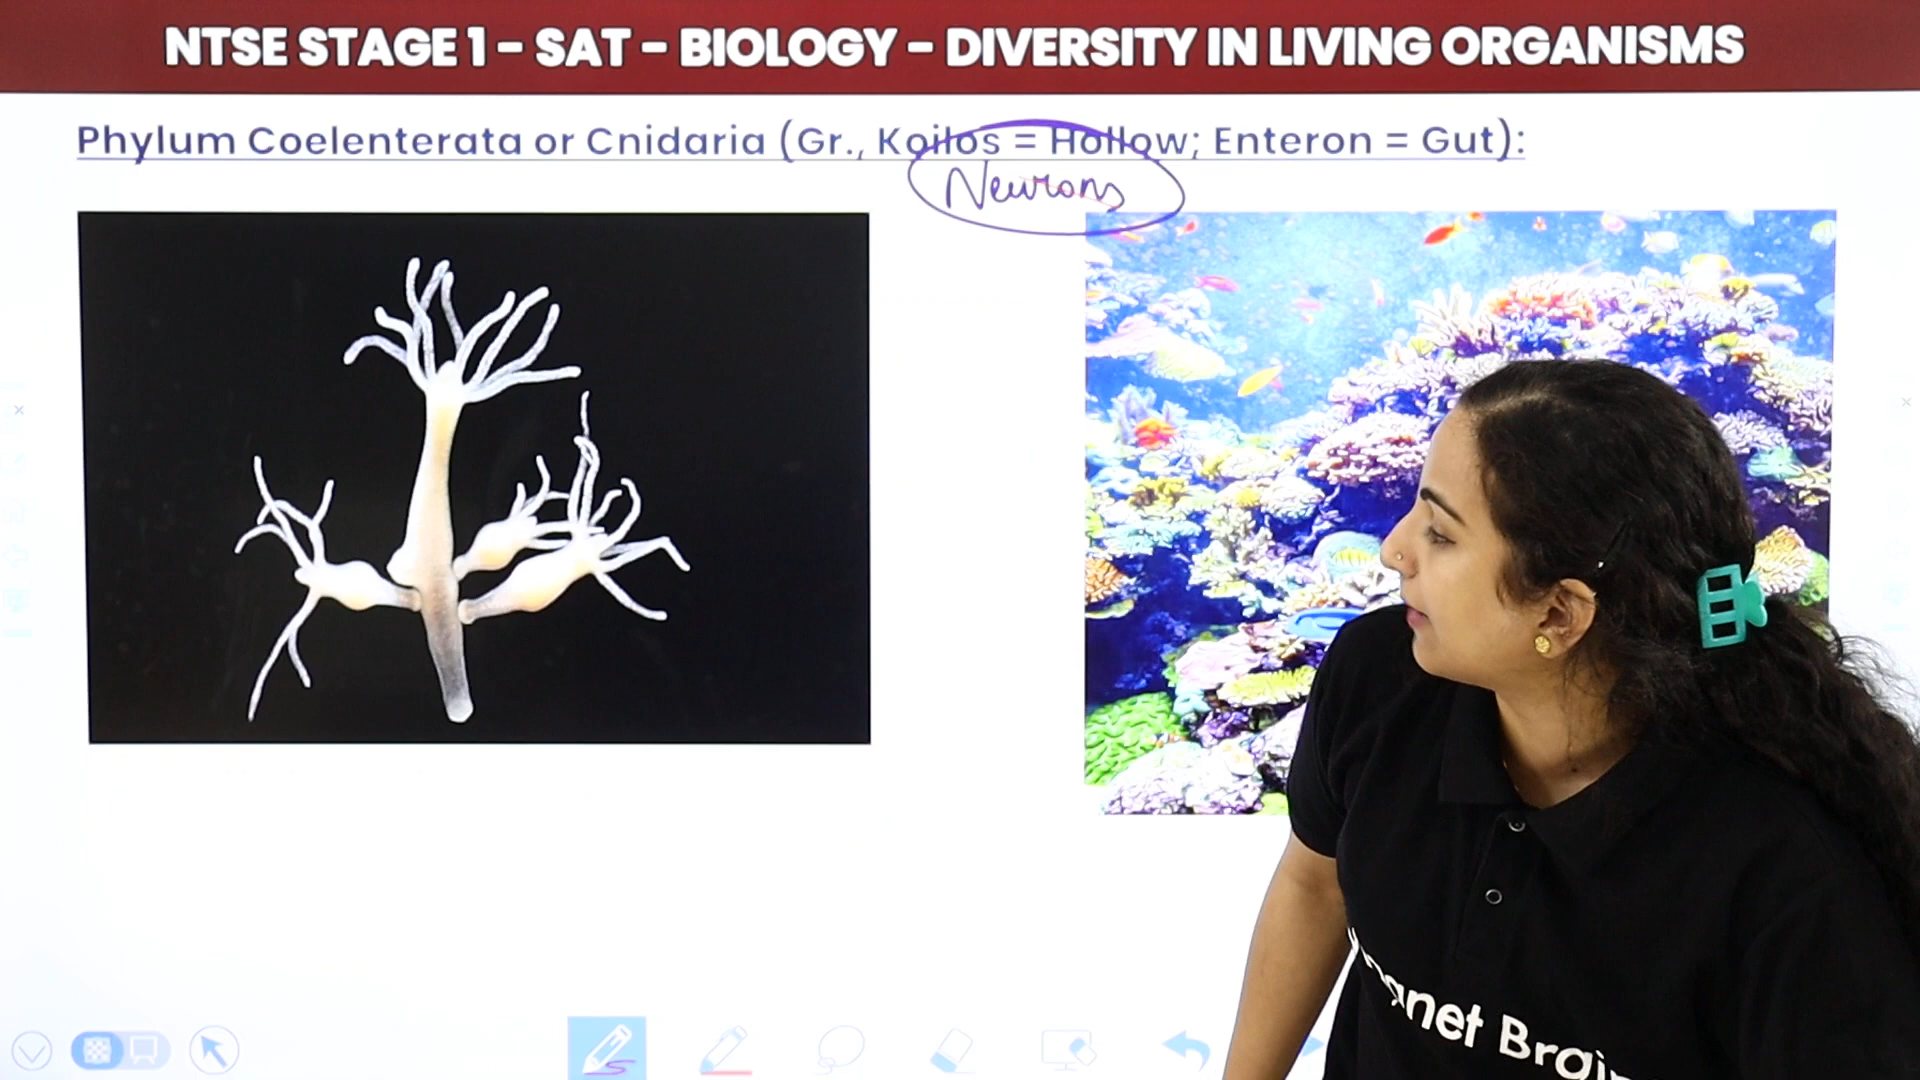 NTSE STAGE 1 – SAT – BIOLOGY – DIVERSITY IN LIVING ORGANISMS
Phylum Coelenterata or Cnidaria (Gr., Koilos = Hollow; Enteron = Gut):
Neurons
anet Brain